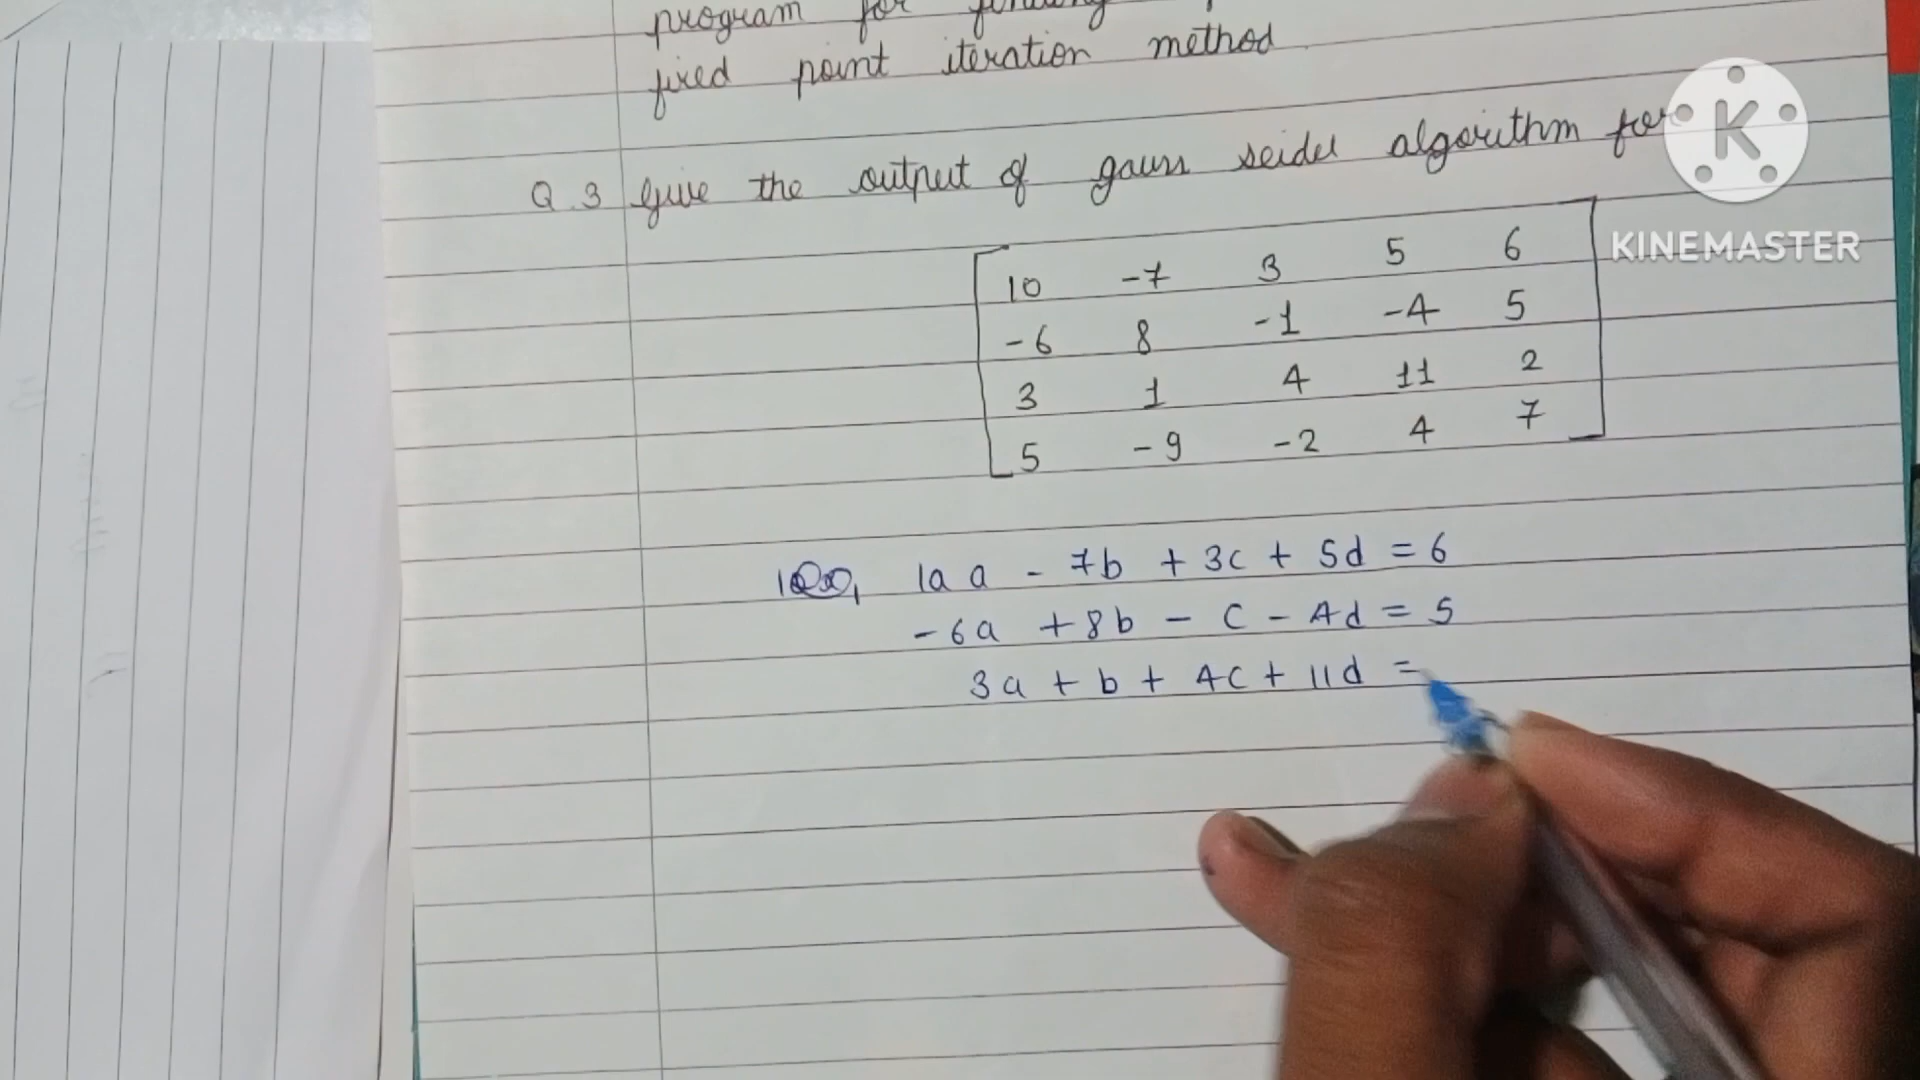 program for finding
fixed point iteration method
Q.3 Give the output of gauss seidel algorithm for
10 -7 3 5 6
-6 8 -1 -4 5
3 1 4 11 2
5 -9 -2 4 7
1a a - 7b + 3c + 5d = 6
-6a + 8b - c - 4d = 5
3a + b + 4c + 11d =
K
KINEMASTER